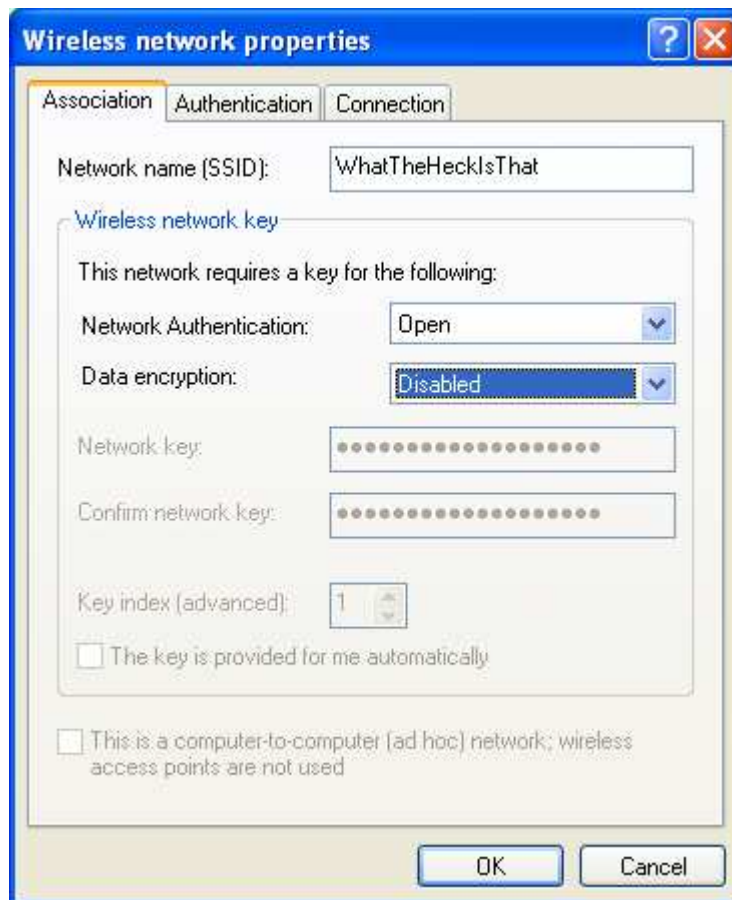 Wireless network properties
Association Authentication Connection
Network name (SSID): WhatTheHeckIsThat
Wireless network key
This network requires a key for the following:
Network Authentication: Open
Data encryption: Disabled
Network key: ●●●●●●●●●●●●●●●●●●●
Confirm network key: ●●●●●●●●●●●●●●●●●●●
Key index (advanced): 1
The key is provided for me automatically
This is a computer-to-computer (ad hoc) network; wireless
access points are not used
OK Cancel